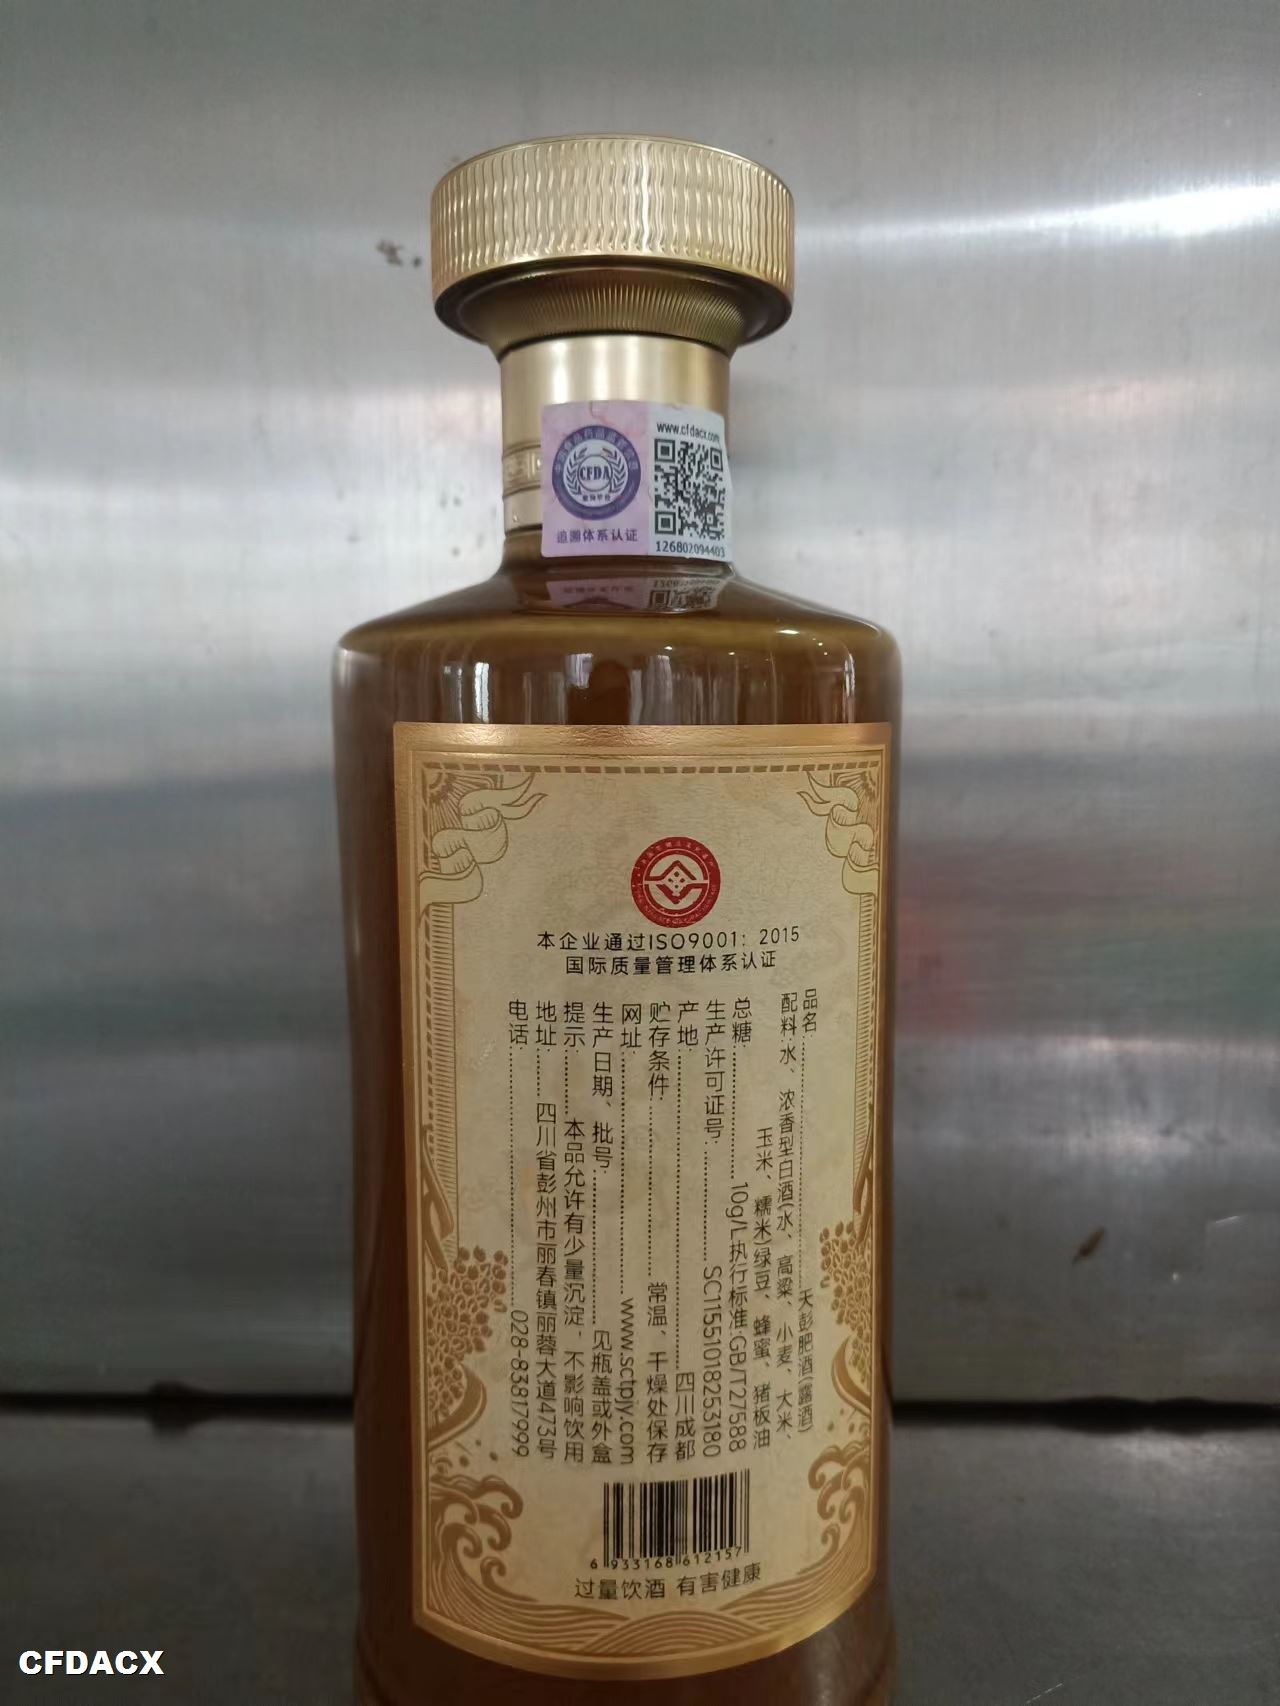 www.cfdacx.com
CFDA
追溯体系认证
126802094403
本企业通过ISO9001：2015
国际质量管理体系认证
品名 天彭肥酒(露酒)
配料 水、浓香型白酒(水、高粱、小麦、大米、
玉米、糯米)绿豆、蜂蜜、猪板油
总糖 10g/L执行标准:GB/T27588
生产许可证号 SC11551018253180
产地 四川成都
贮存条件 常温、干燥处保存
网址 www.sctpjy.com
生产日期、批号 见瓶盖或外盒
提示 本品允许有少量沉淀，不影响饮用
地址 四川省彭州市丽春镇丽蓉大道473号
电话 028-83817999
6 933168 612157
过量饮酒 有害健康
CFDACX